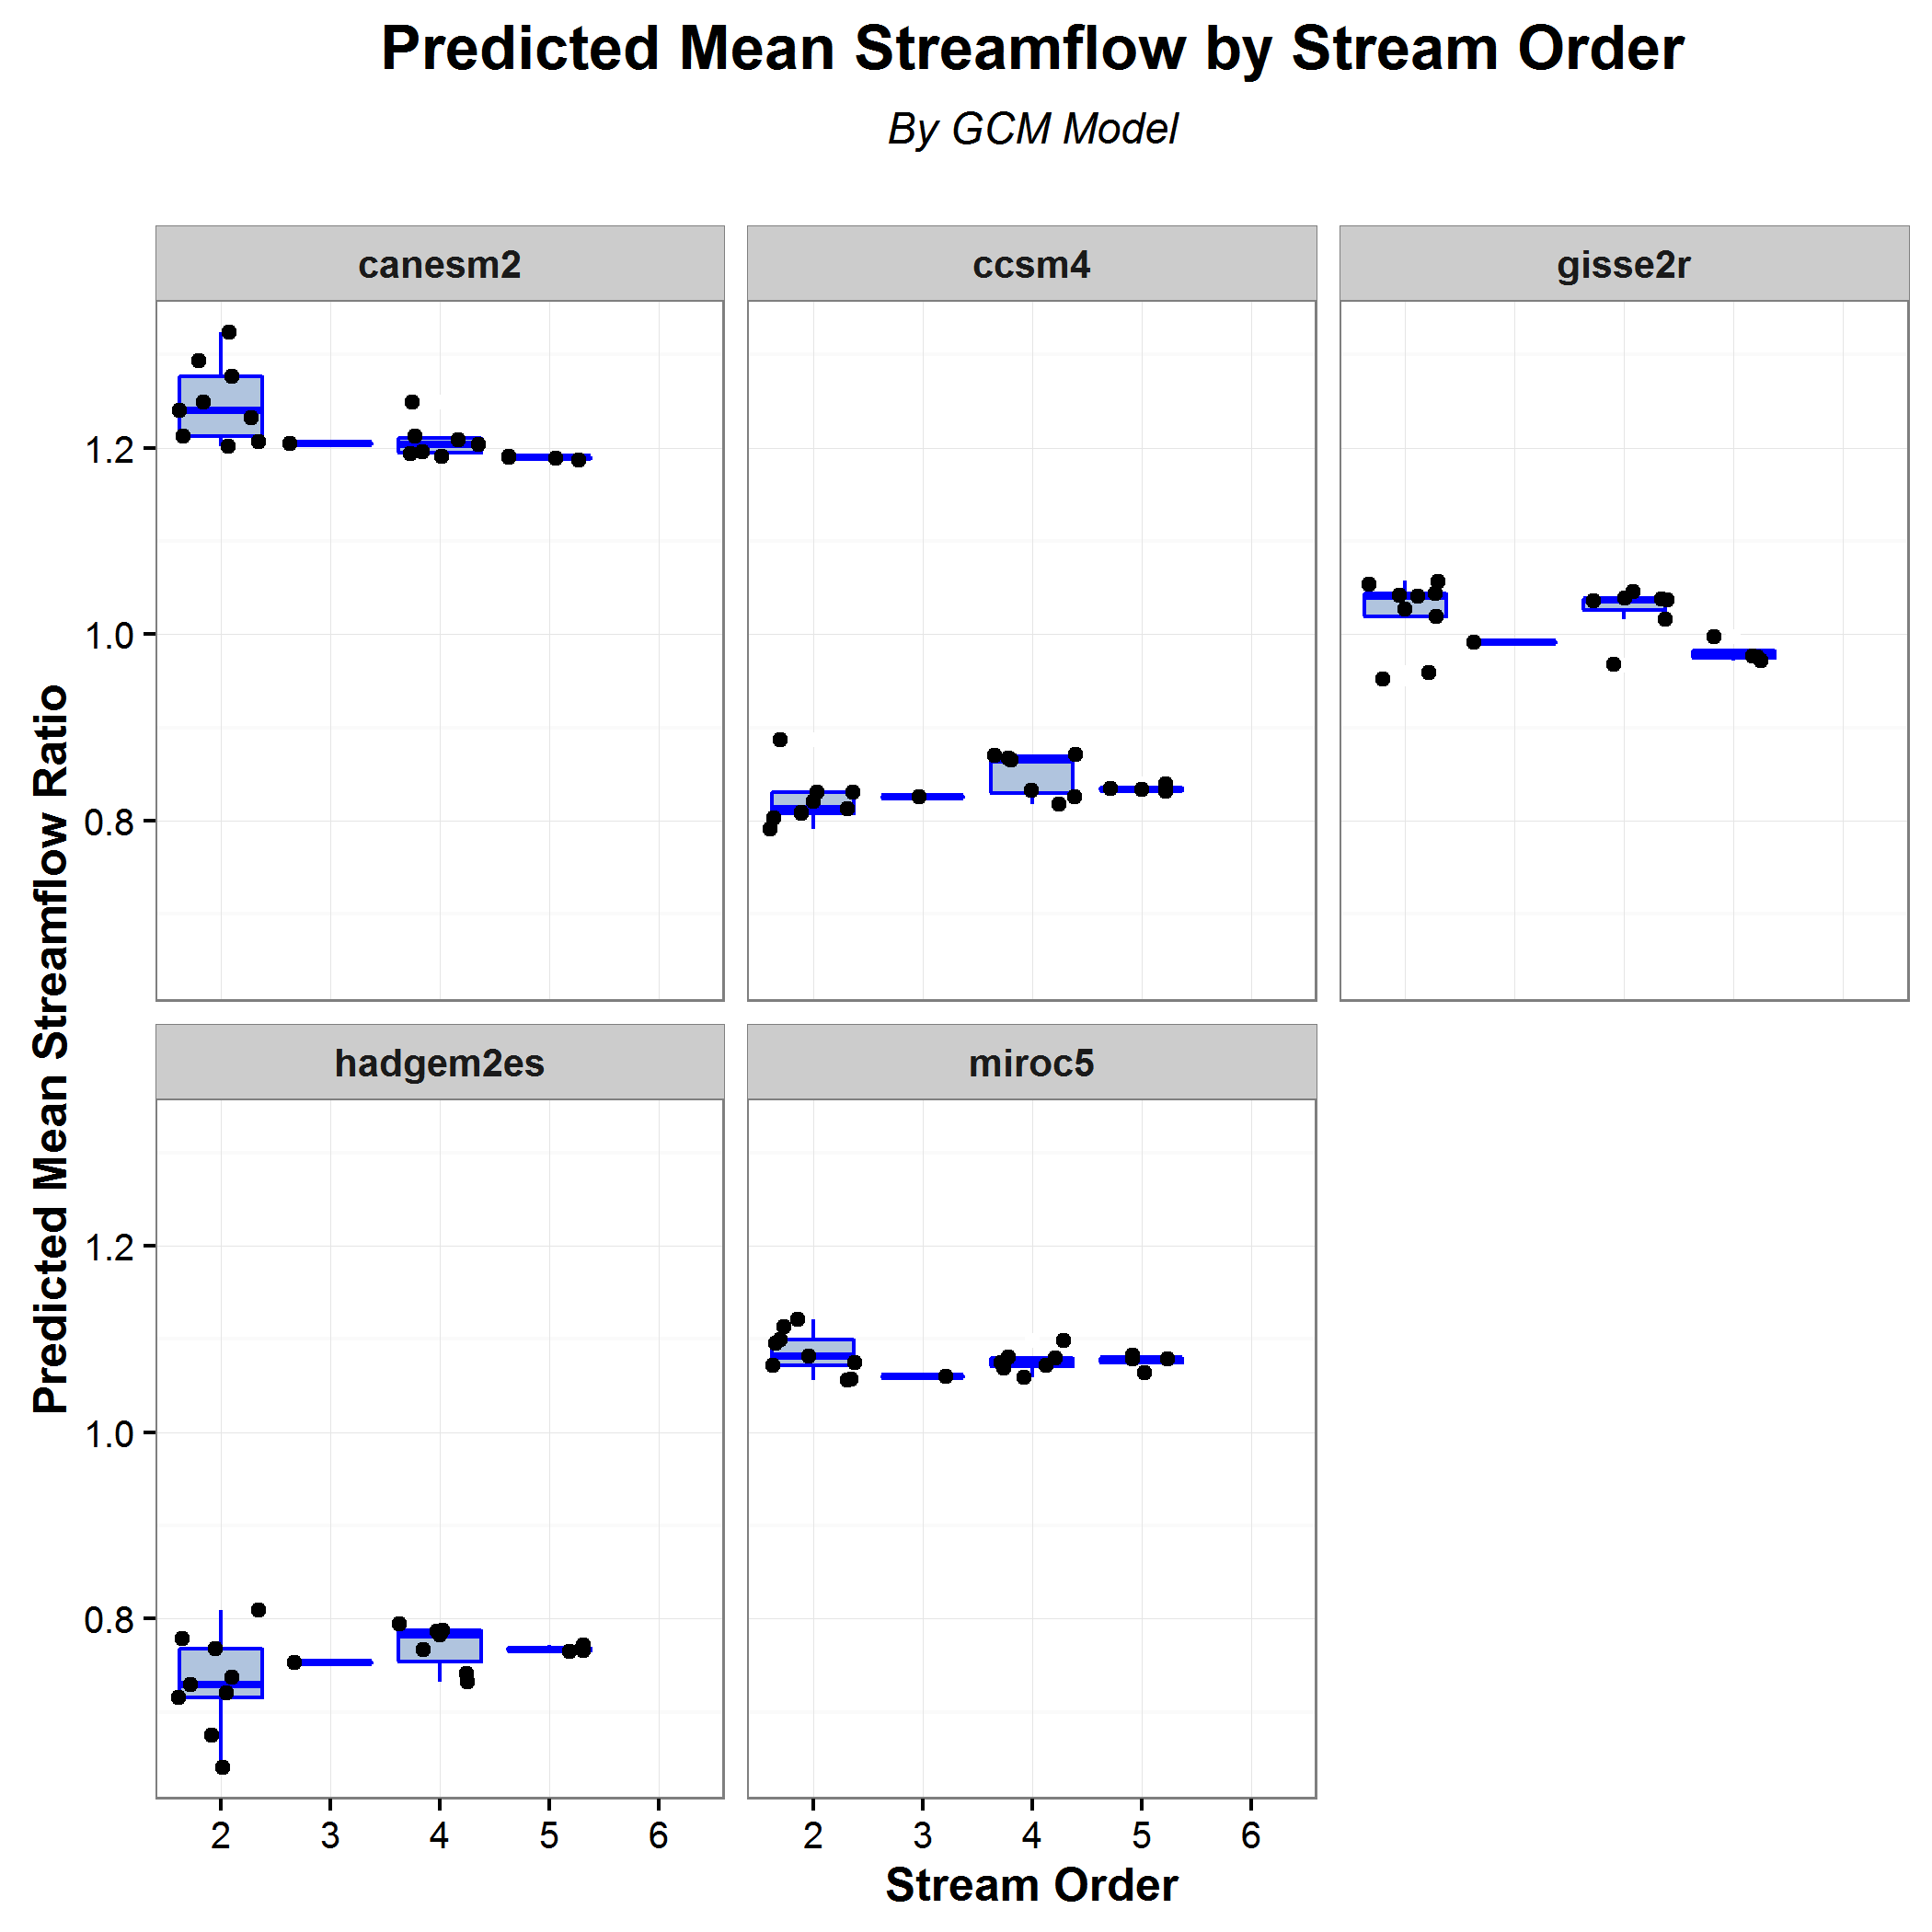 Predicted Mean Streamflow by Stream Order
By GCM Model
canesm2
ccsm4
gisse2r
1.2
1.0
0.8
Predicted Mean Streamflow Ratio
hadgem2es
miroc5
1.2
1.0
0.8
2 3 4 5 6
2 3 4 5 6
Stream Order